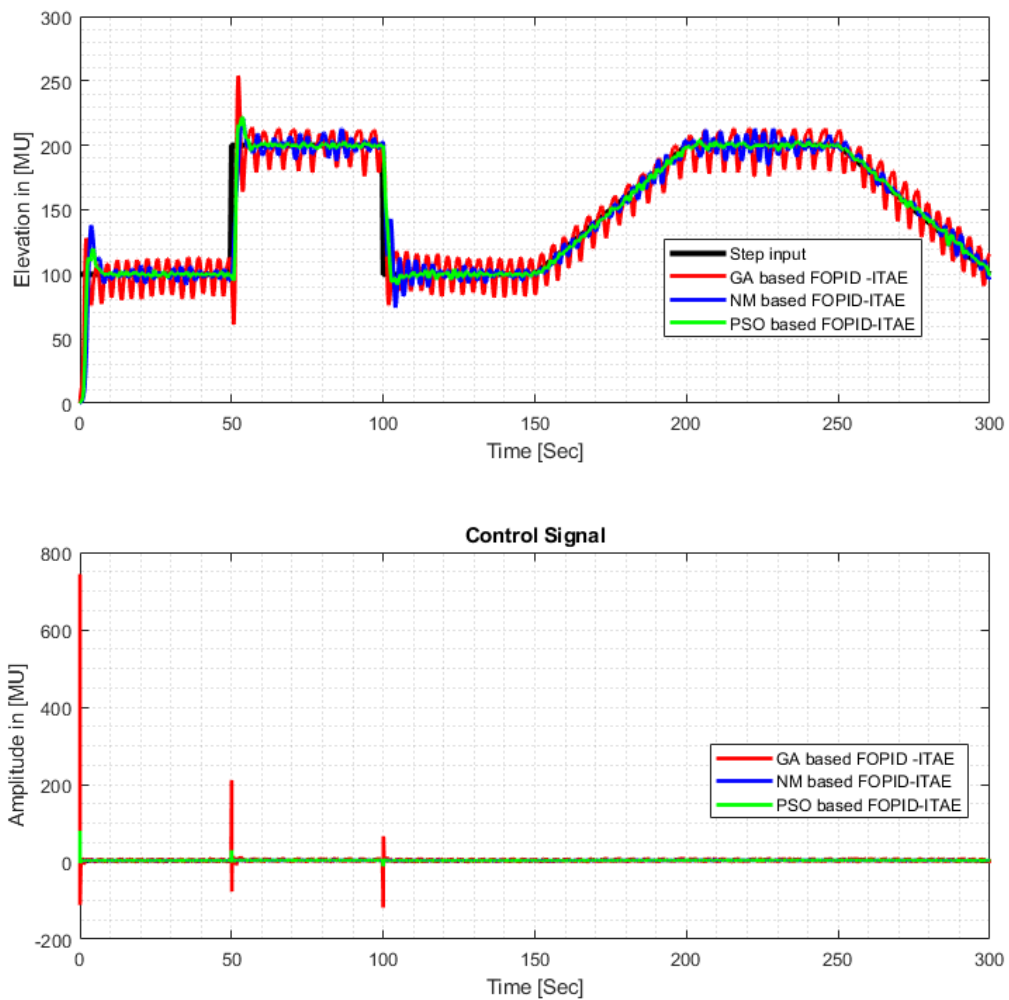 300
250
200
150
100
50
0
Elevation in [MU]
Step input
GA based FOPID -ITAE
NM based FOPID-ITAE
PSO based FOPID-ITAE
0 50 100 150 200 250 300
Time [Sec]
Control Signal
800
600
400
200
0
-200
Amplitude in [MU]
GA based FOPID -ITAE
NM based FOPID-ITAE
PSO based FOPID-ITAE
0 50 100 150 200 250 300
Time [Sec]